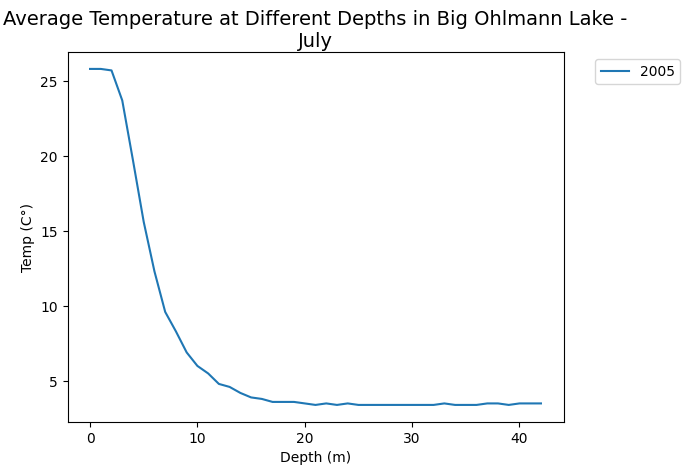 Average Temperature at Different Depths in Big Ohlmann Lake -
July
2005
25
20
15
10
5
Temp (C°)
0
10
20
30
40
Depth (m)